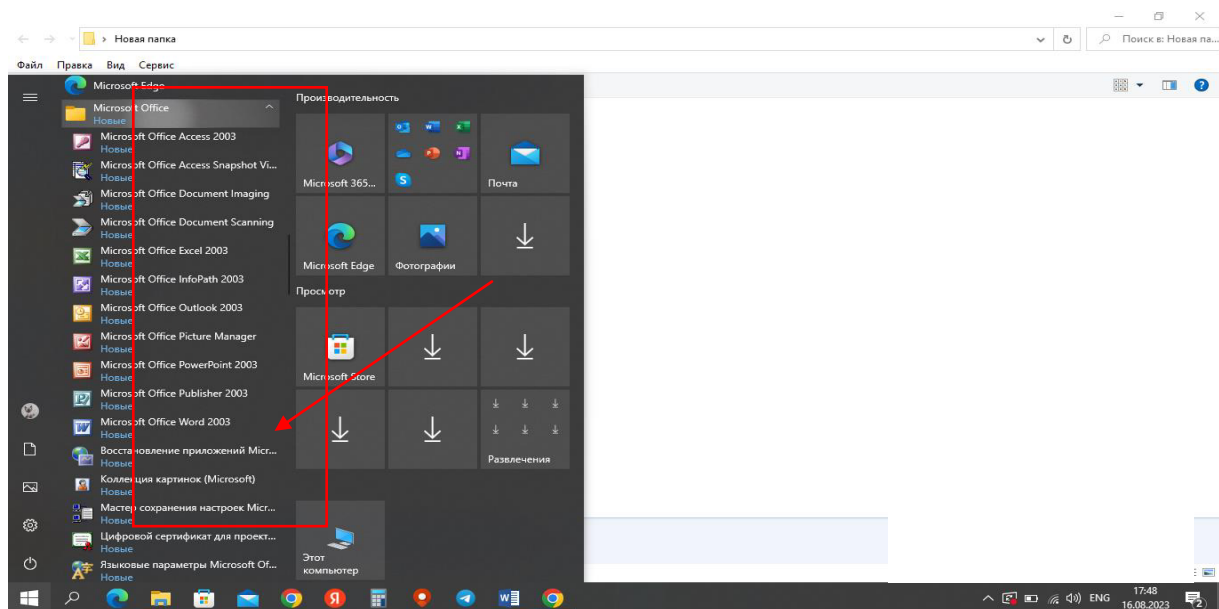 Новая папка
Поиск в: Новая па...
Файл Правка Вид Сервис
Microsoft Edge
Microsoft Office
Новые
Microsoft Office Access 2003
Новые
Microsoft Office Access Snapshot Vi...
Новые
Microsoft Office Document Imaging
Новые
Microsoft Office Document Scanning
Новые
Microsoft Office Excel 2003
Новые
Microsoft Office InfoPath 2003
Новые
Microsoft Office Outlook 2003
Новые
Microsoft Office Picture Manager
Новые
Microsoft Office PowerPoint 2003
Новые
Microsoft Office Publisher 2003
Новые
Microsoft Office Word 2003
Новые
Восстановление приложений Micr...
Новые
Коллекция картинок (Microsoft)
Новые
Мастер сохранения настроек Micr...
Новые
Цифровой сертификат для проект...
Новые
Языковые параметры Microsoft Of...
Новые
Производительность
Microsoft 365...
Почта
Microsoft Edge
Фотографии
Просмотр
Microsoft Store
Развлечения
Этот
компьютер
ENG
17:48
16.08.2023